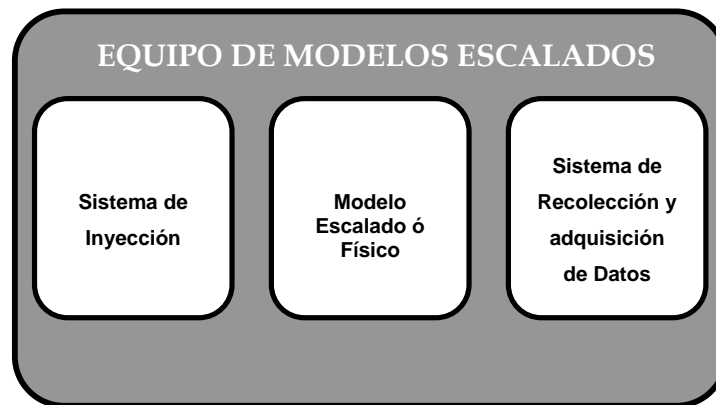 EQUIPO DE MODELOS ESCALADOS
Sistema de
Inyección
Modelo
Escalado ó
Físico
Sistema de
Recolección y
adquisición
de Datos